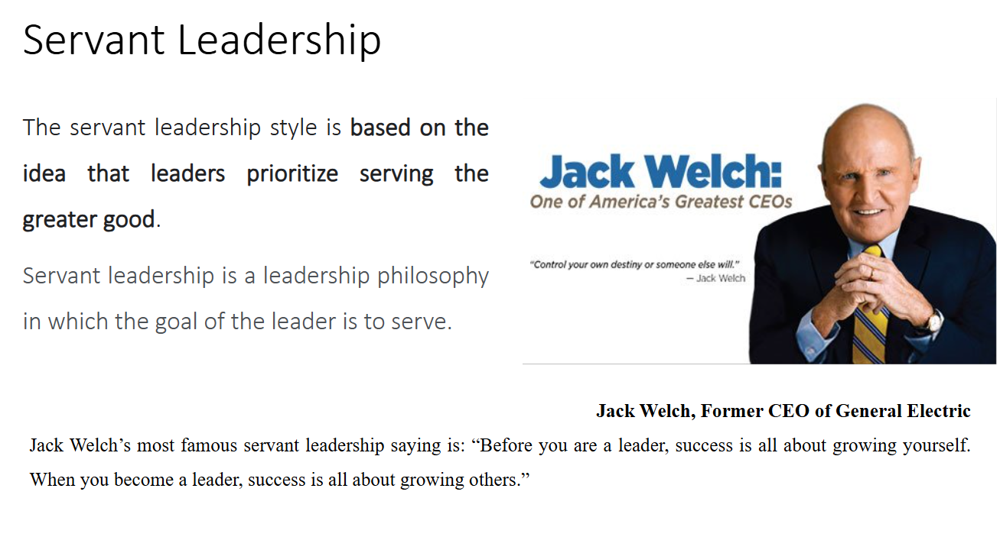 Servant Leadership
The servant leadership style is based on the
idea that leaders prioritize serving the
greater good.
Servant leadership is a leadership philosophy
in which the goal of the leader is to serve.
Jack Welch:
One of America's Greatest CEOs
"Control your own destiny or someone else will."
— Jack Welch
Jack Welch, Former CEO of General Electric
Jack Welch’s most famous servant leadership saying is: “Before you are a leader, success is all about growing yourself.
When you become a leader, success is all about growing others.”